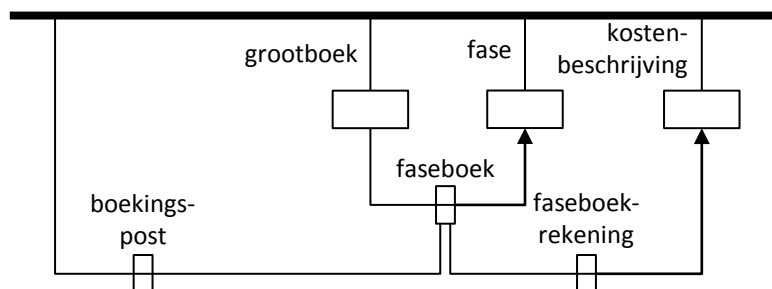 grootboek
fase
kosten-
beschrijving
faseboek
boekings-
post
faseboek-
rekening